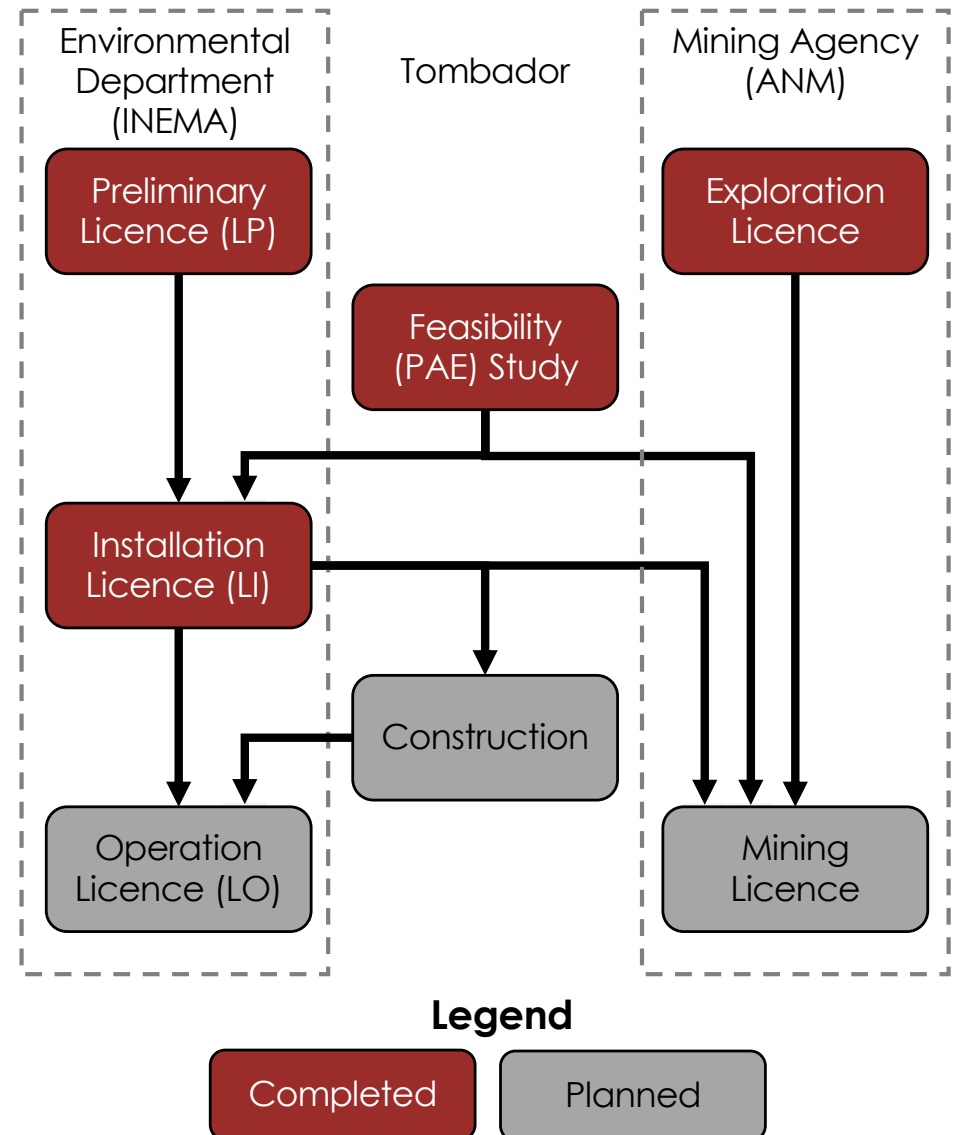 Environmental
Department
(INEMA)
Tombador
Mining Agency
(ANM)
Preliminary
Licence (LP)
Exploration
Licence
Feasibility
(PAE) Study
Installation
Licence (LI)
Construction
Operation
Licence (LO)
Mining
Licence
Legend
Completed
Planned